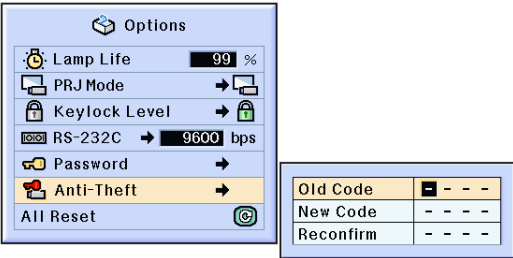 Options
Lamp Life 99 %
PRJ Mode
Keylock Level
RS-232C 9600 bps
Password
Anti-Theft
All Reset
Old Code - - - -
New Code - - - -
Reconfirm - - - -